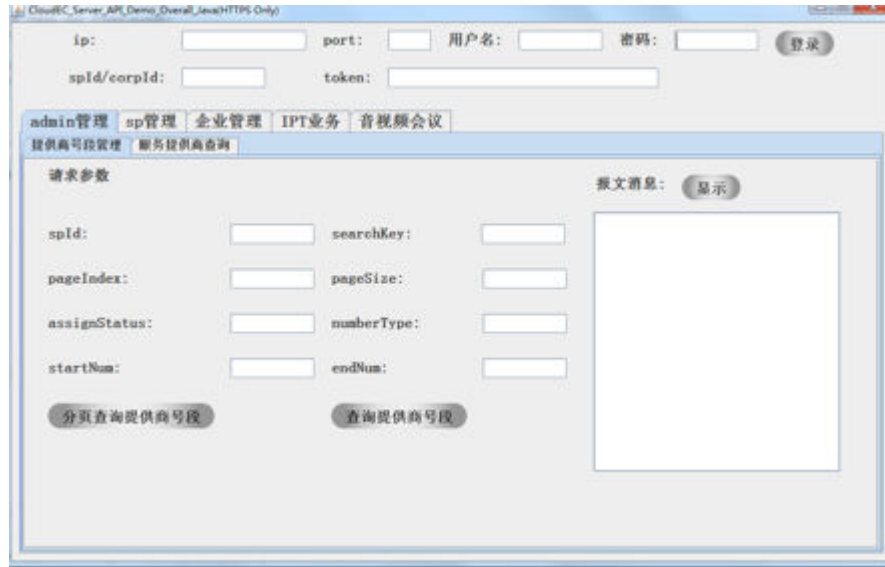 CloudEC_Server_API_Demo_Overall_Java(HTTPS Only)
ip: port: 用户名: 密码: 登录
spId/corpId: token:
admin管理 sp管理 企业管理 IPT业务 音视频会议
提供商号段管理 服务提供商查询
请求参数 报文消息: 显示
spId: searchKey:
pageIndex: pageSize:
assignStatus: numberType:
startNum: endNum:
分页查询提供商号段 查询提供商号段